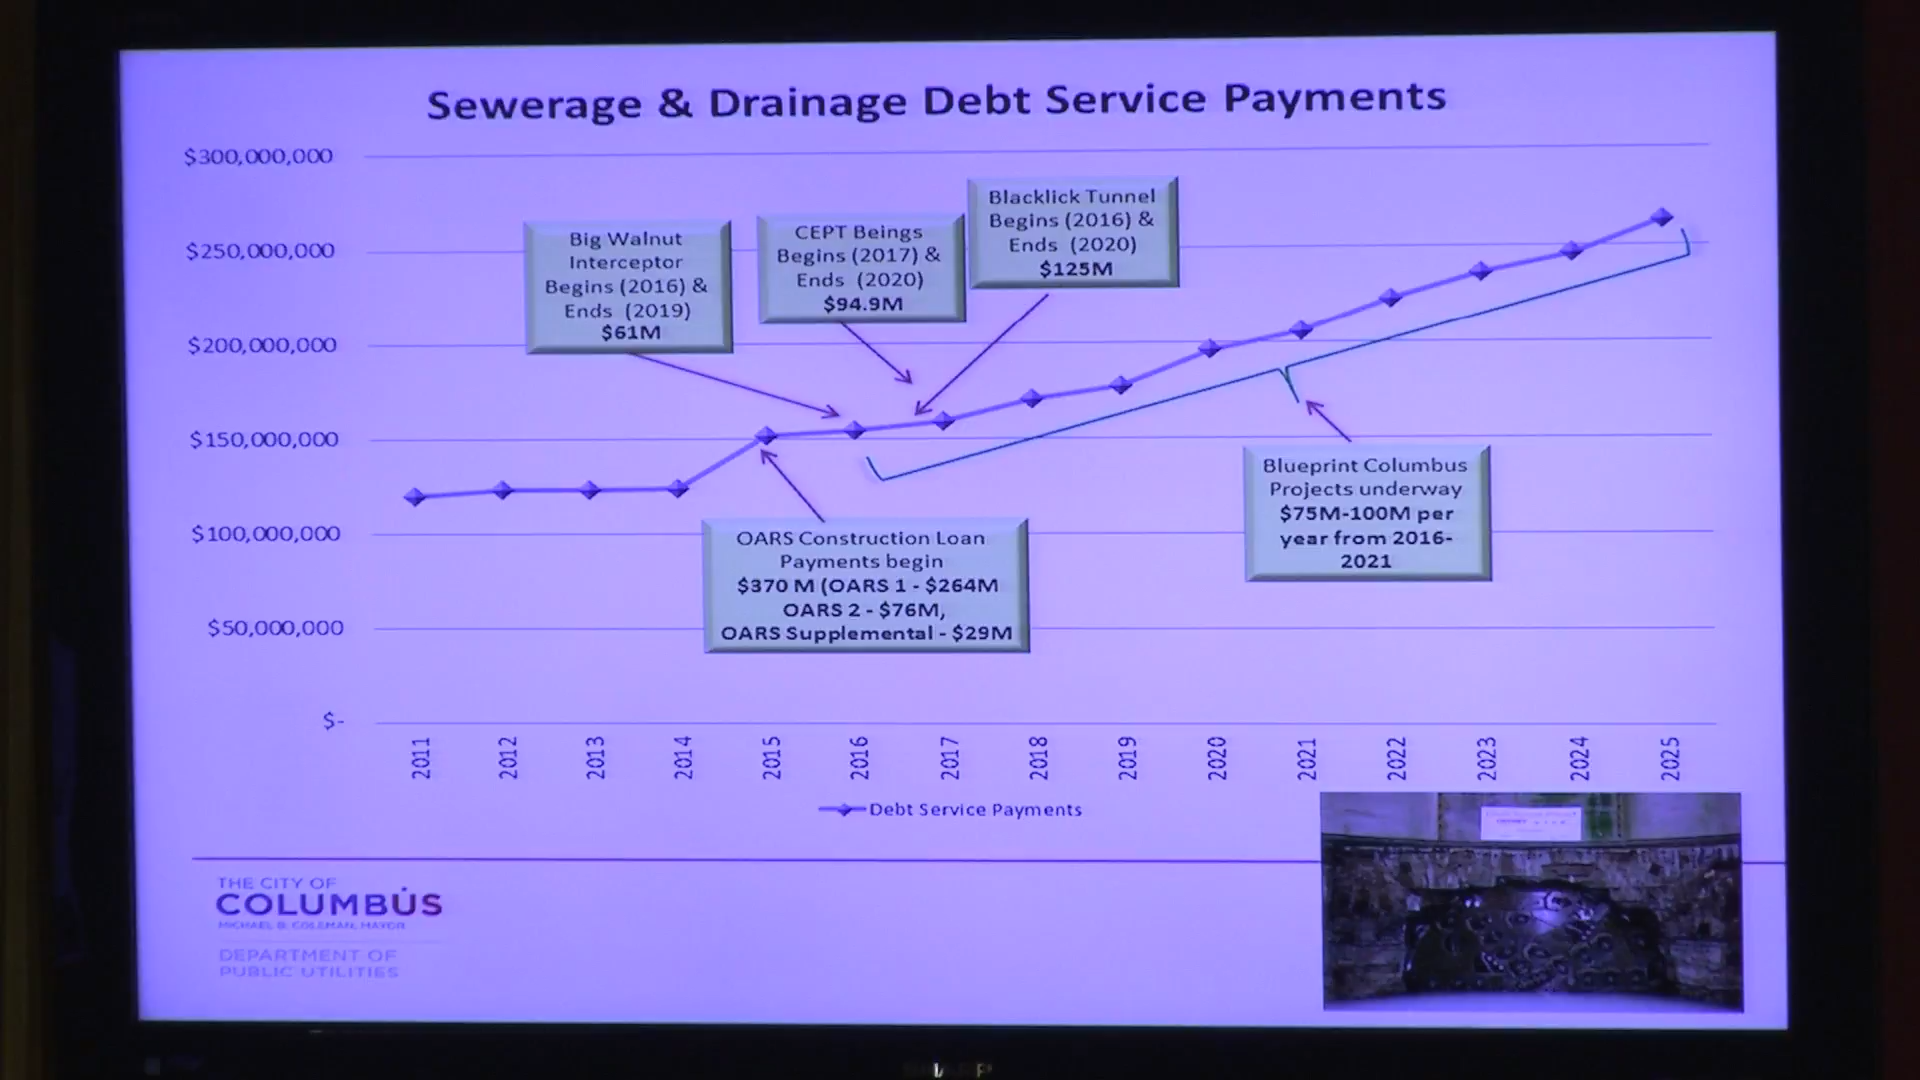 Sewerage & Drainage Debt Service Payments
$300,000,000
$250,000,000
$200,000,000
$150,000,000
$100,000,000
$50,000,000
$-
Big Walnut
Interceptor
Begins (2016) &
Ends (2019)
$61M
CEPT Beings
Begins (2017) &
Ends (2020)
$94.9M
Blacklick Tunnel
Begins (2016) &
Ends (2020)
$125M
OARS Construction Loan
Payments begin
$370 M (OARS 1 - $264M
OARS 2 - $76M,
OARS Supplemental - $29M
Blueprint Columbus
Projects underway
$75M-100M per
year from 2016-
2021
2011
2012
2013
2014
2015
2016
2017
2018
2019
2020
2021
2022
2023
2024
2025
Debt Service Payments
THE CITY OF
COLUMBUS
MICHAEL B. COLEMAN, MAYOR
DEPARTMENT OF
PUBLIC UTILITIES